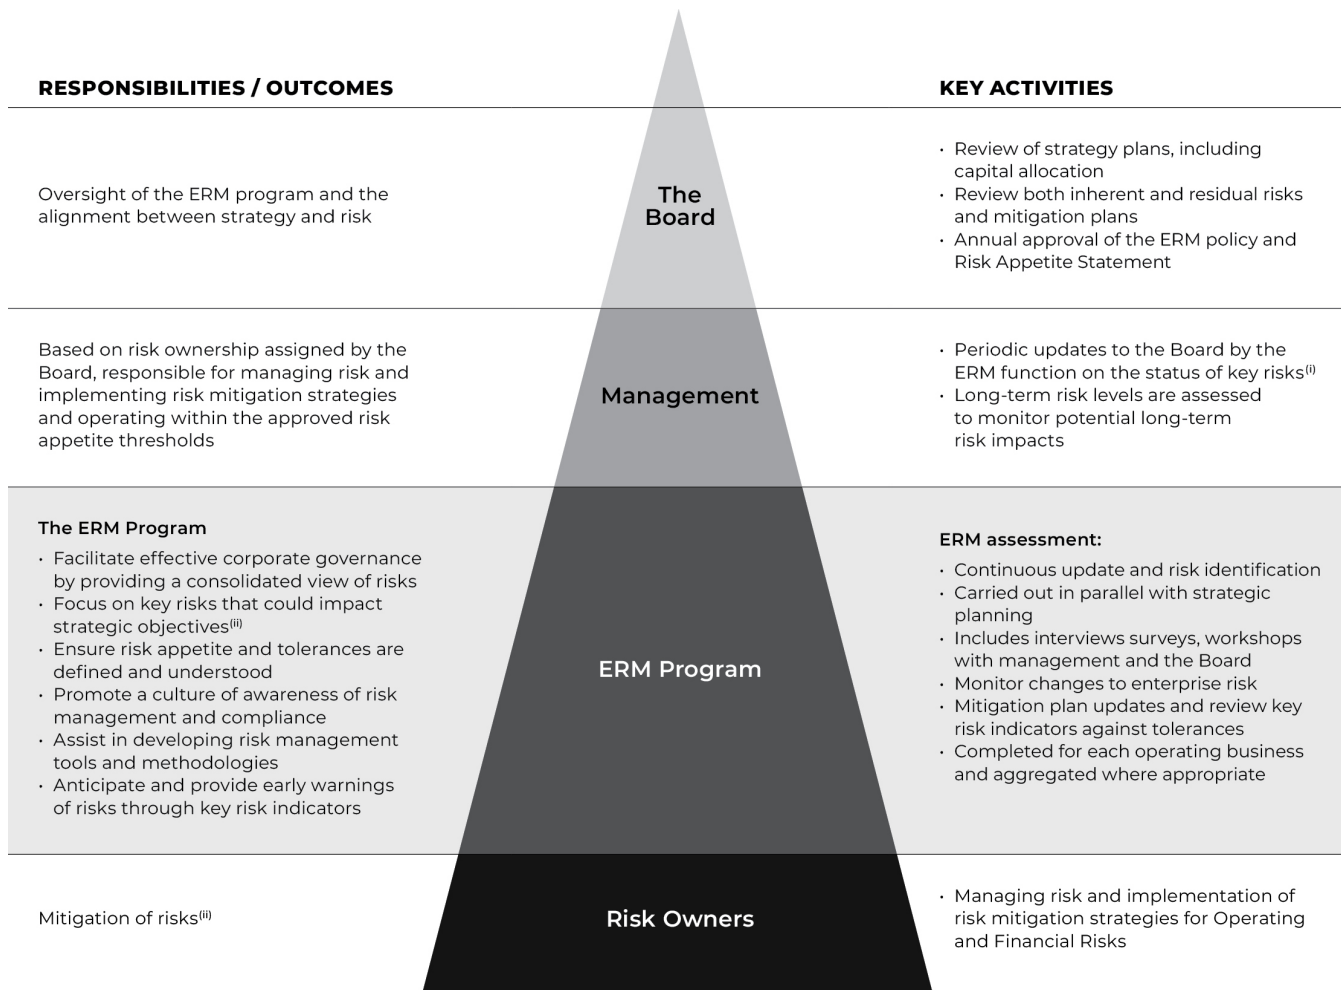 RESPONSIBILITIES / OUTCOMES
KEY ACTIVITIES
Oversight of the ERM program and the
alignment between strategy and risk
The
Board
• Review of strategy plans, including
capital allocation
• Review both inherent and residual risks
and mitigation plans
• Annual approval of the ERM policy and
Risk Appetite Statement
Based on risk ownership assigned by the
Board, responsible for managing risk and
implementing risk mitigation strategies
and operating within the approved risk
appetite thresholds
Management
• Periodic updates to the Board by the
ERM function on the status of key risks(i)
• Long-term risk levels are assessed
to monitor potential long-term
risk impacts
The ERM Program
• Facilitate effective corporate governance
by providing a consolidated view of risks
• Focus on key risks that could impact
strategic objectives(ii)
• Ensure risk appetite and tolerances are
defined and understood
• Promote a culture of awareness of risk
management and compliance
• Assist in developing risk management
tools and methodologies
• Anticipate and provide early warnings
of risks through key risk indicators
ERM Program
ERM assessment:
• Continuous update and risk identification
• Carried out in parallel with strategic
planning
• Includes interviews surveys, workshops
with management and the Board
• Monitor changes to enterprise risk
• Mitigation plan updates and review key
risk indicators against tolerances
• Completed for each operating business
and aggregated where appropriate
Mitigation of risks(ii)
Risk Owners
• Managing risk and implementation of
risk mitigation strategies for Operating
and Financial Risks